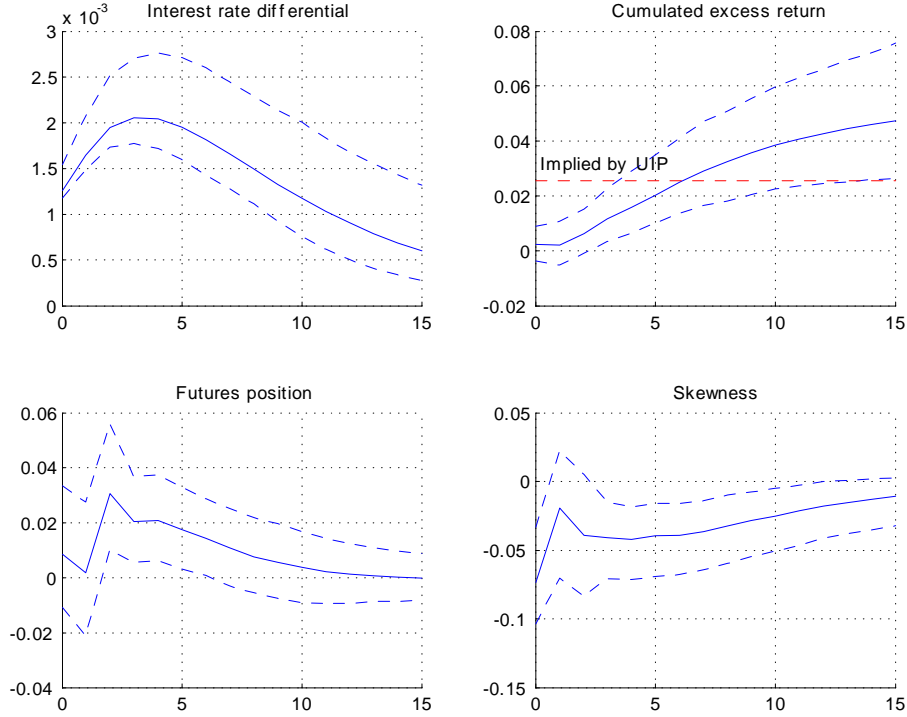 Interest rate differential
x 10-3
3
2.5
2
1.5
1
0.5
0
0 5 10 15
Cumulated excess return
0.08
0.06
0.04
Implied by UIP
0.02
0
-0.02
0 5 10 15
Futures position
0.06
0.04
0.02
0
-0.02
-0.04
0 5 10 15
Skewness
0.05
0
-0.05
-0.1
-0.15
0 5 10 15